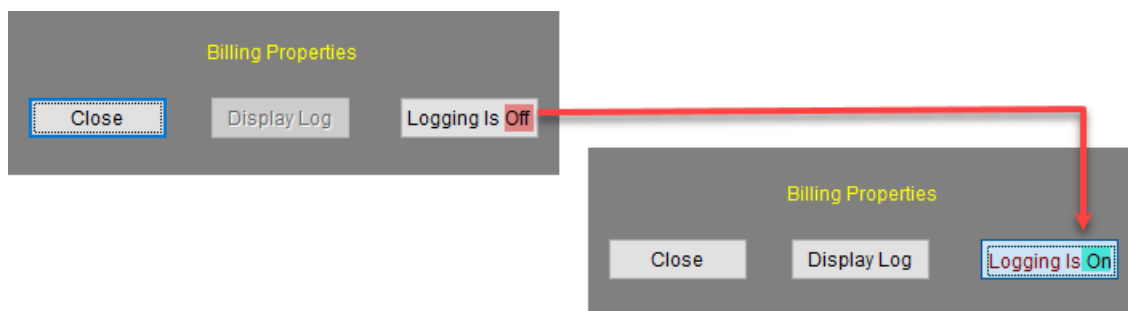 Billing Properties
Close Display Log Logging Is Off
Billing Properties
Close Display Log Logging Is On